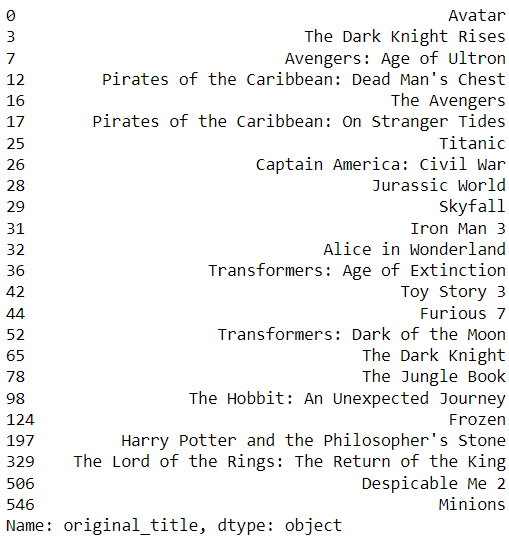 0 Avatar
3 The Dark Knight Rises
7 Avengers: Age of Ultron
12 Pirates of the Caribbean: Dead Man's Chest
16 The Avengers
17 Pirates of the Caribbean: On Stranger Tides
25 Titanic
26 Captain America: Civil War
28 Jurassic World
29 Skyfall
31 Iron Man 3
32 Alice in Wonderland
36 Transformers: Age of Extinction
42 Toy Story 3
44 Furious 7
52 Transformers: Dark of the Moon
65 The Dark Knight
78 The Jungle Book
98 The Hobbit: An Unexpected Journey
124 Frozen
197 Harry Potter and the Philosopher's Stone
329 The Lord of the Rings: The Return of the King
506 Despicable Me 2
546 Minions
Name: original_title, dtype: object